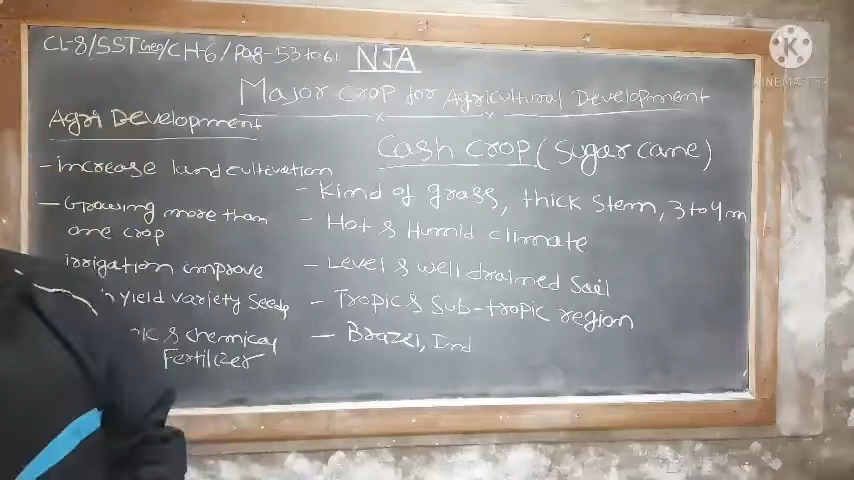 CL-8/SST Geo/CH-6/Pag-53 to 61
NJA
KINEMASTER
Major crop for Agricultural Development
Agri Development
Cash crop (Sugar cane)
- increase land cultivation
- Growing more than
one crop
irrigation improve
yield variety Seeds
& chemical
Fertilizer
- Kind of grass, thick stem, 3 to 4 m
- Hot & Humid climate
- Level & well drained Soil
- Tropic & Sub-tropic region
- Brazel, Ind